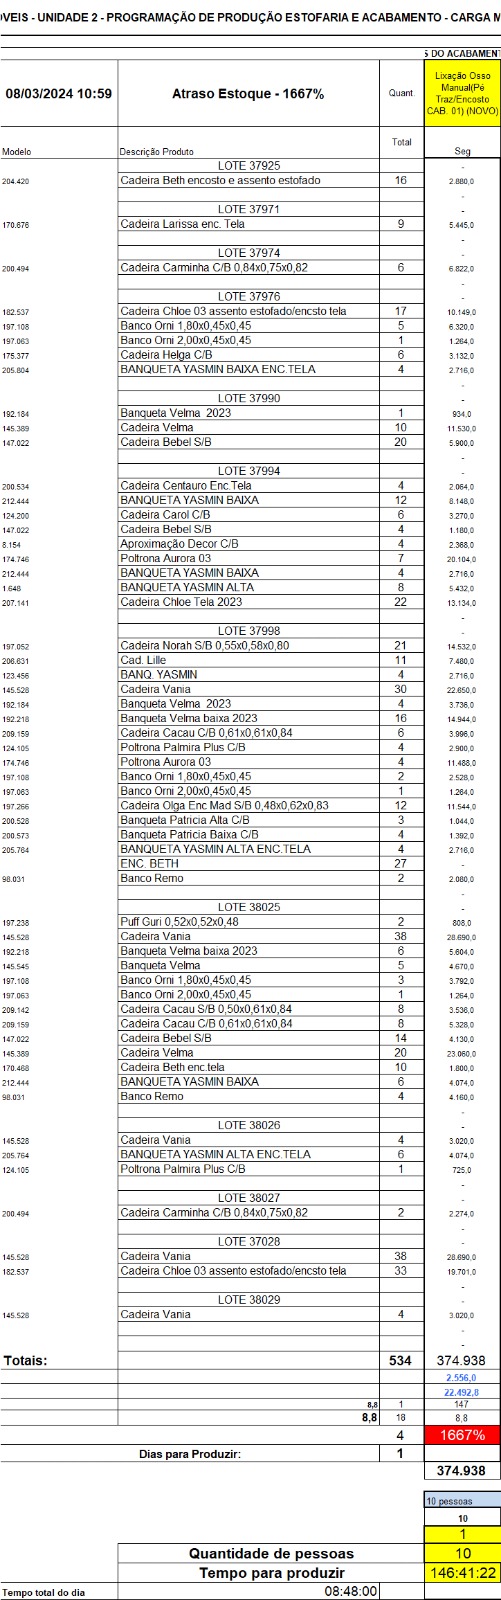 VEIS - UNIDADE 2 - PROGRAMAÇÃO DE PRODUÇÃO ESTOFARIA E ACABAMENTO - CARGA M
S DO ACABAMENT
08/03/2024 10:59 Atraso Estoque - 1667% Quant. Lixação Osso Manual(Pé Traz/Encosto CAB. 01) (NOVO)
Total
Modelo Descrição Produto Seg
LOTE 37925 -
204.420 Cadeira Beth encosto e assento estofado 16 2.880,0
-
LOTE 37971 -
170.676 Cadeira Larissa enc. Tela 9 5.445,0
-
LOTE 37974 -
200.494 Cadeira Carminha C/B 0,84x0,75x0,82 6 6.822,0
-
LOTE 37976 -
182.537 Cadeira Chloe 03 assento estofado/encsto tela 17 10.149,0
197.108 Banco Orni 1,80x0,45x0,45 5 6.320,0
197.063 Banco Orni 2,00x0,45x0,45 1 1.264,0
175.377 Cadeira Helga C/B 6 3.132,0
205.804 BANQUETA YASMIN BAIXA ENC.TELA 4 2.716,0
-
LOTE 37990 -
192.184 Banqueta Velma 2023 1 934,0
145.389 Cadeira Velma 10 11.530,0
147.022 Cadeira Bebel S/B 20 5.900,0
-
LOTE 37994 -
200.534 Cadeira Centauro Enc.Tela 4 2.064,0
212.444 BANQUETA YASMIN BAIXA 12 8.148,0
124.200 Cadeira Carol C/B 6 3.270,0
147.022 Cadeira Bebel S/B 4 1.180,0
8.154 Aproximação Decor C/B 4 2.368,0
174.746 Poltrona Aurora 03 7 20.104,0
212.444 BANQUETA YASMIN BAIXA 4 2.716,0
1.648 BANQUETA YASMIN ALTA 8 5.432,0
207.141 Cadeira Chloe Tela 2023 22 13.134,0
-
LOTE 37998 -
197.052 Cadeira Norah S/B 0,55x0,58x0,80 21 14.532,0
206.631 Cad. Lille 11 7.480,0
123.456 BANQ. YASMIN 4 2.716,0
145.528 Cadeira Vania 30 22.650,0
192.184 Banqueta Velma 2023 4 3.736,0
192.218 Banqueta Velma baixa 2023 16 14.944,0
209.159 Cadeira Cacau C/B 0,61x0,61x0,84 6 3.996,0
124.105 Poltrona Palmira Plus C/B 4 2.900,0
174.746 Poltrona Aurora 03 4 11.488,0
197.108 Banco Orni 1,80x0,45x0,45 2 2.528,0
197.063 Banco Orni 2,00x0,45x0,45 1 1.264,0
197.266 Cadeira Olga Enc Mad S/B 0,48x0,62x0,83 12 11.544,0
200.528 Banqueta Patricia Alta C/B 3 1.044,0
200.573 Banqueta Patricia Baixa C/B 4 1.392,0
205.764 BANQUETA YASMIN ALTA ENC.TELA 4 2.716,0
ENC. BETH 27 -
98.031 Banco Remo 2 2.080,0
-
LOTE 38025 -
197.238 Puff Guri 0,52x0,52x0,48 2 808,0
145.528 Cadeira Vania 38 28.690,0
192.218 Banqueta Velma baixa 2023 6 5.604,0
145.545 Banqueta Velma 5 4.670,0
197.108 Banco Orni 1,80x0,45x0,45 3 3.792,0
197.063 Banco Orni 2,00x0,45x0,45 1 1.264,0
209.142 Cadeira Cacau S/B 0,50x0,61x0,84 8 3.536,0
209.159 Cadeira Cacau C/B 0,61x0,61x0,84 8 5.328,0
147.022 Cadeira Bebel S/B 14 4.130,0
145.389 Cadeira Velma 20 23.060,0
170.468 Cadeira Beth enc.tela 10 1.800,0
212.444 BANQUETA YASMIN BAIXA 6 4.074,0
98.031 Banco Remo 4 4.160,0
-
LOTE 38026 -
145.528 Cadeira Vania 4 3.020,0
205.764 BANQUETA YASMIN ALTA ENC.TELA 6 4.074,0
124.105 Poltrona Palmira Plus C/B 1 725,0
-
LOTE 38027 -
200.494 Cadeira Carminha C/B 0,84x0,75x0,82 2 2.274,0
-
LOTE 37028 -
145.528 Cadeira Vania 38 28.690,0
182.537 Cadeira Chloe 03 assento estofado/encsto tela 33 19.701,0
-
LOTE 38029 -
145.528 Cadeira Vania 4 3.020,0
-
-
Totais: 534 374.938
2.556,0
22.492,8
8,8 1 147
8,8 18 8,8
4 1667%
Dias para Produzir: 1
374.938
10 pessoas
10
1
Quantidade de pessoas 10
Tempo para produzir 146:41:22
Tempo total do dia 08:48:00